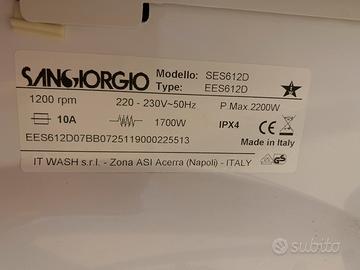 SANGIORGIO
Modello: SES612D
Type: EES612D
1200 rpm 220 - 230V~50Hz P.Max.2200W
10A 1700W IPX4 CE
Made in Italy
EES612D07BB0725119000225513
IT WASH s.r.l. - Zona ASI Acerra (Napoli) - ITALY
subito